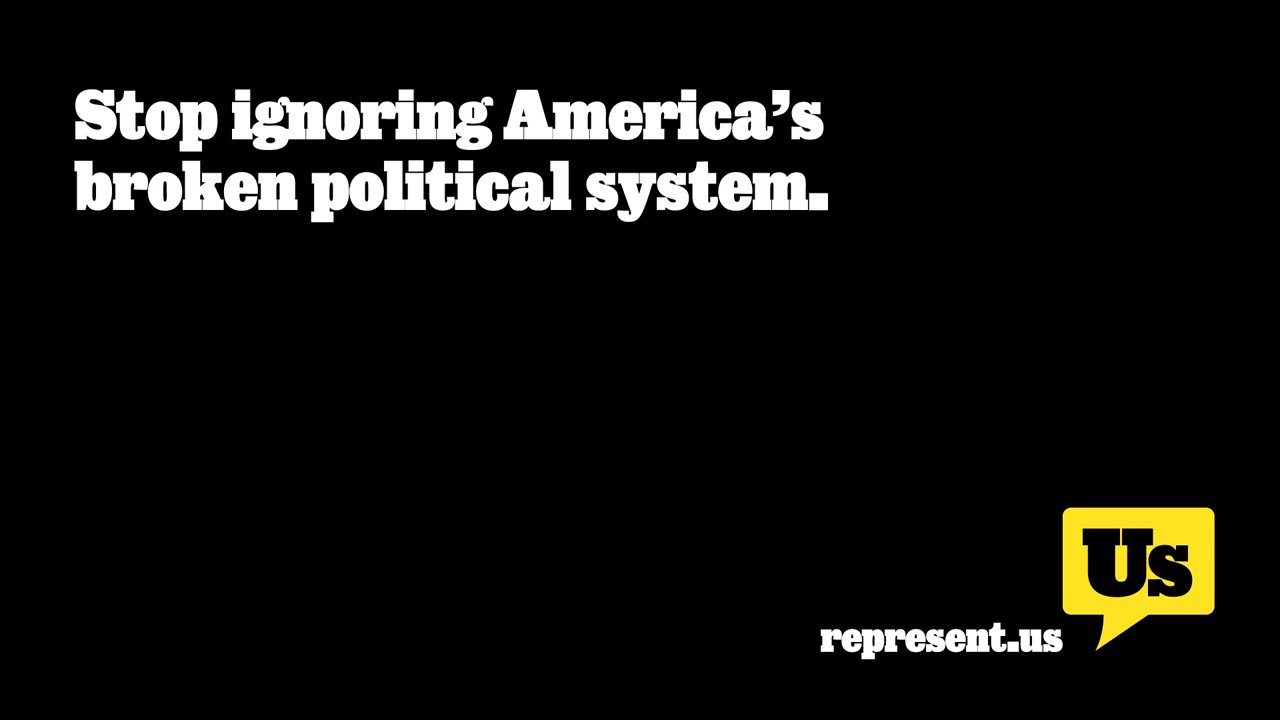 Stop ignoring America’s
broken political system.
Us
represent.us